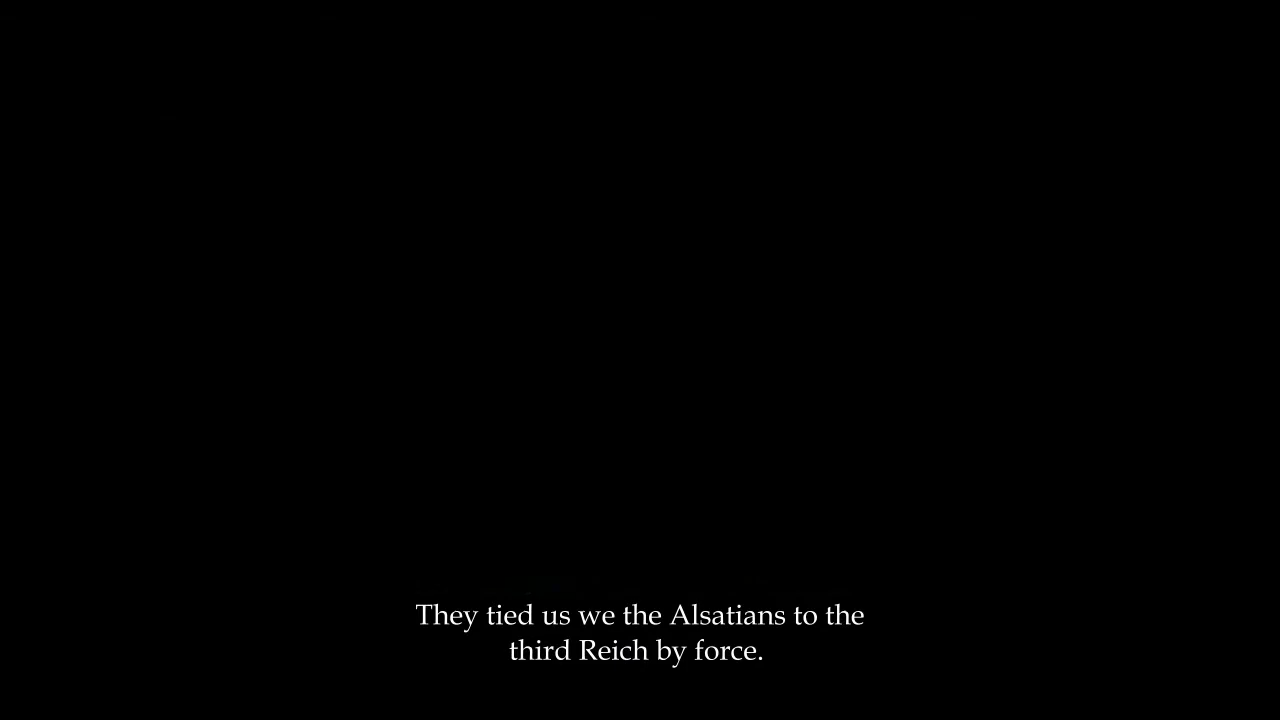 They tied us we the Alsatians to the
third Reich by force.